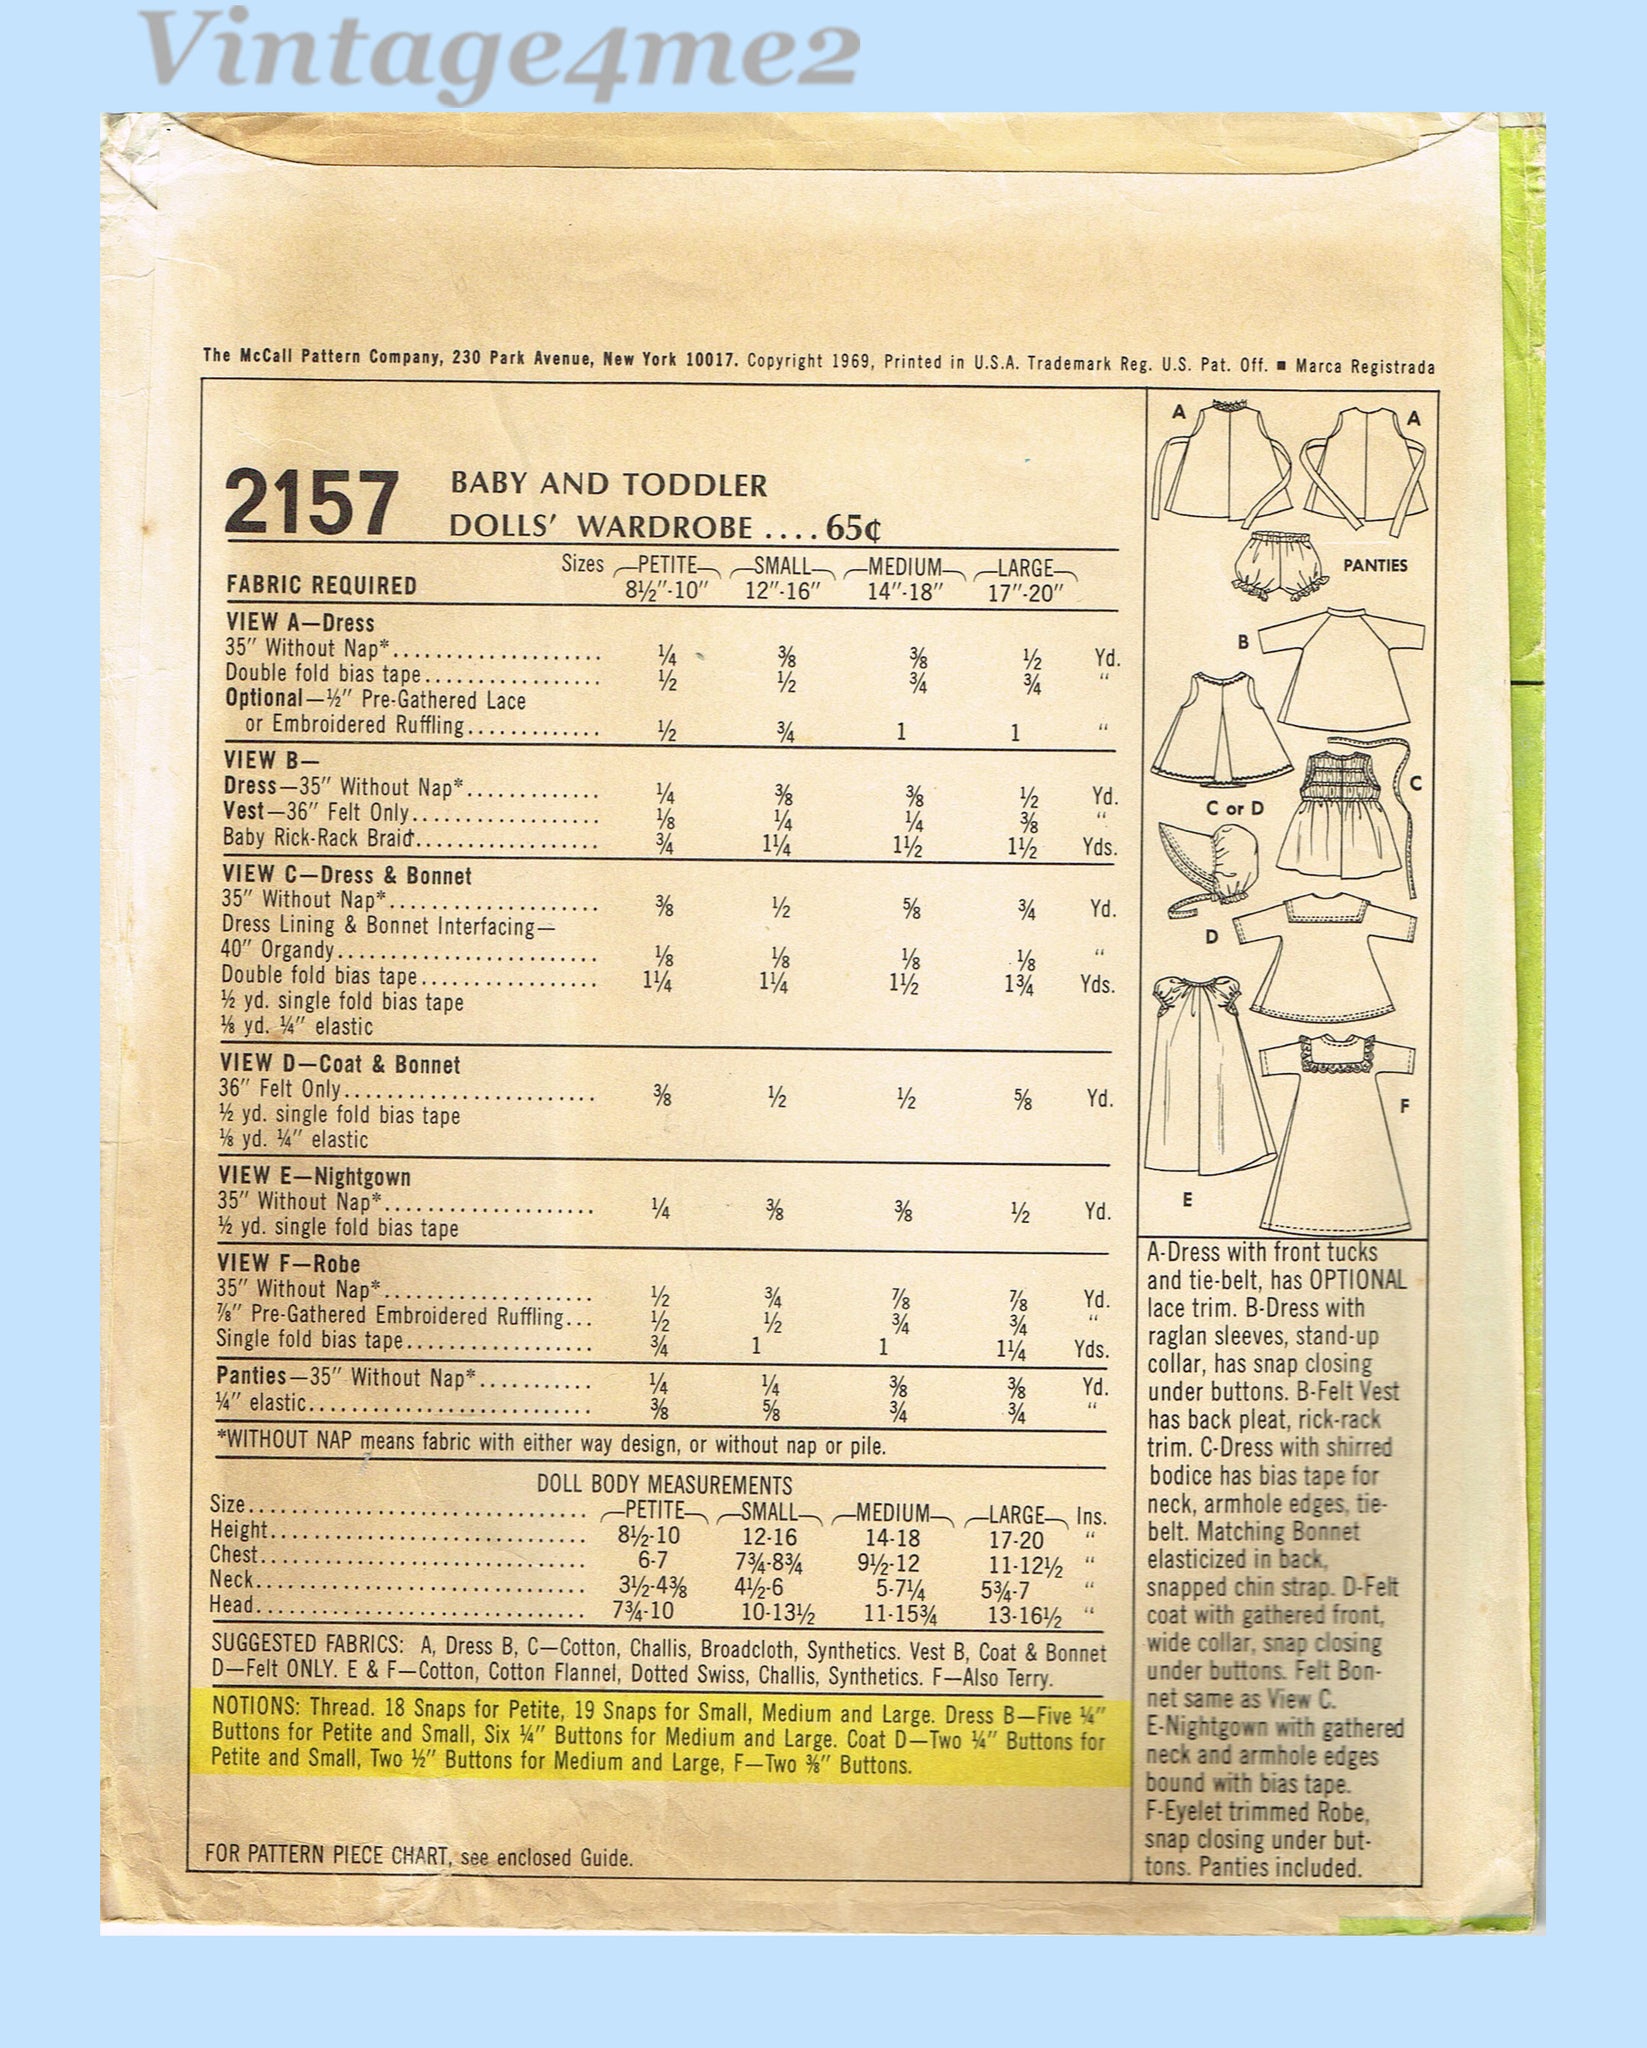 Vintage4me2
The McCall Pattern Company, 230 Park Avenue, New York 10017. Copyright 1969, Printed in U.S.A. Trademark Reg. U.S. Pat. Off. ■ Marca Registrada
2157 BABY AND TODDLER
DOLLS' WARDROBE .... 65¢
Sizes PETITE SMALL MEDIUM LARGE
FABRIC REQUIRED 8½"-10" 12"-16" 14"-18" 17"-20"
VIEW A—Dress
35" Without Nap* ¼ ⅜ ⅜ ½ Yd.
Double fold bias tape ½ ½ ¾ ¾ "
Optional—½" Pre-Gathered Lace
or Embroidered Ruffling ½ ¾ 1 1 "
VIEW B—
Dress—35" Without Nap* ¼ ⅜ ⅜ ½ Yd.
Vest—36" Felt Only ⅛ ¼ ¼ ⅜ "
Baby Rick-Rack Braid ¾ 1¼ 1½ 1½ Yds.
VIEW C—Dress & Bonnet
35" Without Nap* ⅜ ½ ⅝ ¾ Yd.
Dress Lining & Bonnet Interfacing—
40" Organdy ⅛ ⅛ ⅛ ⅛ "
Double fold bias tape 1¼ 1¼ 1½ 1¾ Yds.
½ yd. single fold bias tape
⅛ yd. ¼" elastic
VIEW D—Coat & Bonnet
36" Felt Only ⅜ ½ ½ ⅝ Yd.
½ yd. single fold bias tape
⅛ yd. ¼" elastic
VIEW E—Nightgown
35" Without Nap* ¼ ⅜ ⅜ ½ Yd.
½ yd. single fold bias tape
VIEW F—Robe
35" Without Nap* ½ ¾ ⅞ ⅞ Yd.
⅞" Pre-Gathered Embroidered Ruffling... ½ ½ ¾ ¾ "
Single fold bias tape ¾ 1 1 1¼ Yds.
Panties—35" Without Nap* ¼ ¼ ⅜ ⅜ Yd.
¼" elastic ⅜ ⅝ ¾ ¾ "
*WITHOUT NAP means fabric with either way design, or without nap or pile.
DOLL BODY MEASUREMENTS
Size PETITE SMALL MEDIUM LARGE Ins.
Height 8½-10 12-16 14-18 17-20 "
Chest 6-7 7¾-8¾ 9½-12 11-12½ "
Neck 3½-4⅜ 4½-6 5-7¼ 5¾-7 "
Head 7¾-10 10-13½ 11-15¾ 13-16½ "
SUGGESTED FABRICS: A, Dress B, C—Cotton, Challis, Broadcloth, Synthetics. Vest B, Coat & Bonnet
D—Felt ONLY. E & F—Cotton, Cotton Flannel, Dotted Swiss, Challis, Synthetics. F—Also Terry.
NOTIONS: Thread. 18 Snaps for Petite, 19 Snaps for Small, Medium and Large. Dress B—Five ¼"
Buttons for Petite and Small, Six ¼" Buttons for Medium and Large. Coat D—Two ¼" Buttons for
Petite and Small, Two ½" Buttons for Medium and Large, F—Two ⅜" Buttons.
FOR PATTERN PIECE CHART, see enclosed Guide.
A A
PANTIES
B
C
C or D
D
F
E
A-Dress with front tucks
and tie-belt, has OPTIONAL
lace trim. B-Dress with
raglan sleeves, stand-up
collar, has snap closing
under buttons. B-Felt Vest
has back pleat, rick-rack
trim. C-Dress with shirred
bodice has bias tape for
neck, armhole edges, tie-
belt. Matching Bonnet
elasticized in back,
snapped chin strap. D-Felt
coat with gathered front,
wide collar, snap closing
under buttons. Felt Bon-
net same as View C.
E-Nightgown with gathered
neck and armhole edges
bound with bias tape.
F-Eyelet trimmed Robe,
snap closing under but-
tons. Panties included.